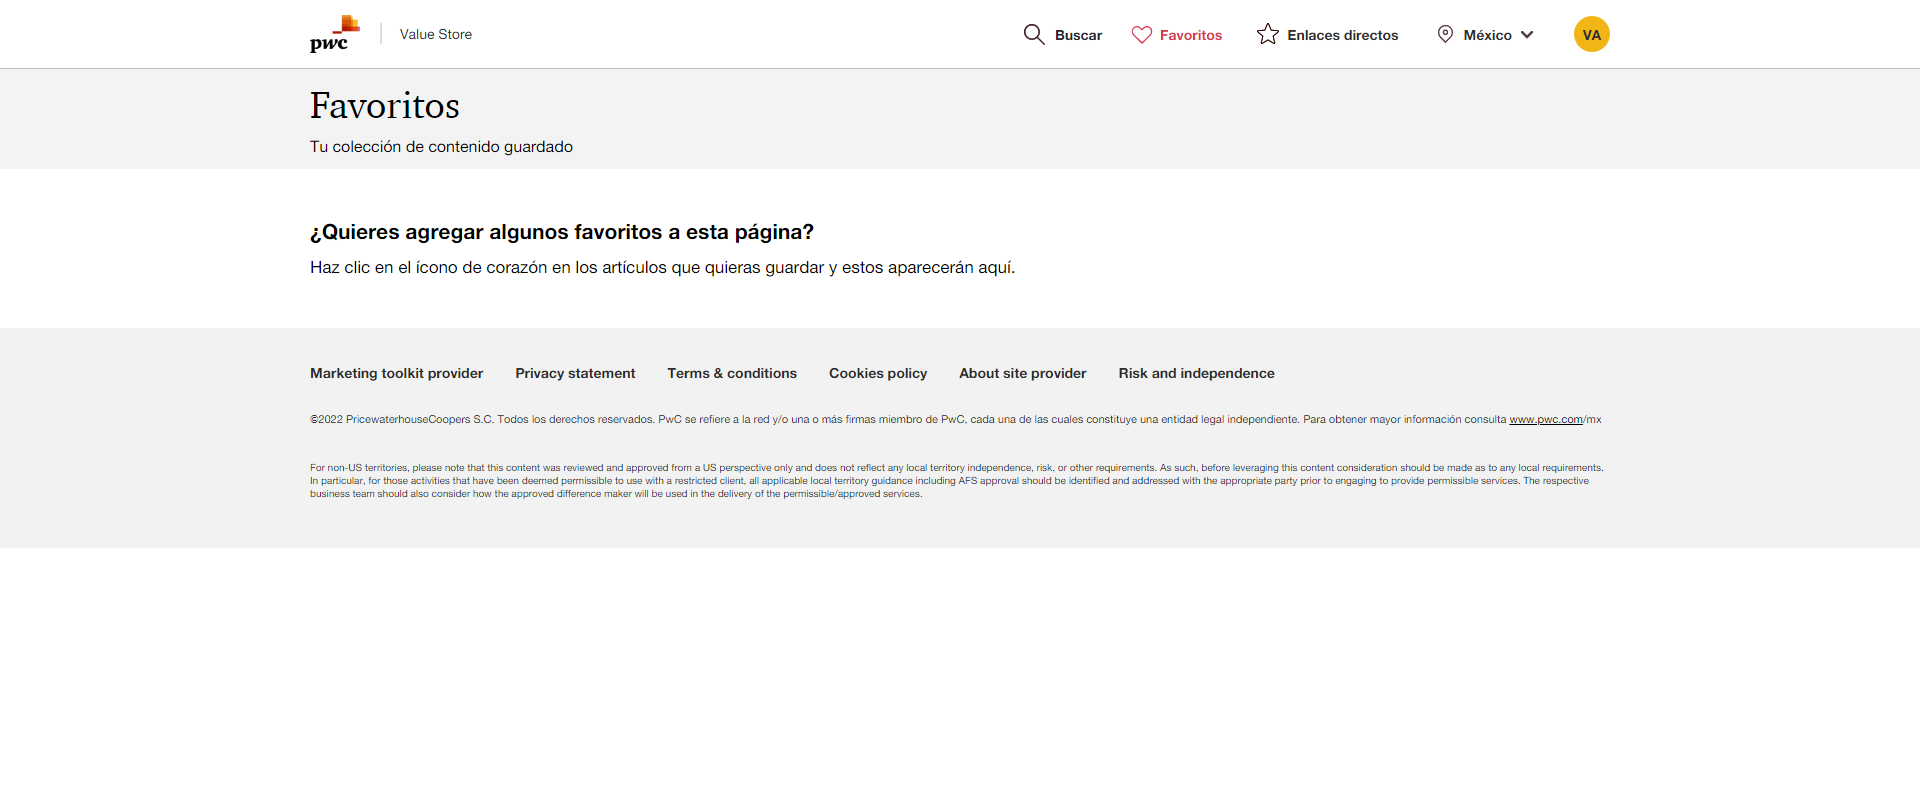 pwc
Value Store
Buscar
Favoritos
Enlaces directos
México
VA
Favoritos
Tu colección de contenido guardado
¿Quieres agregar algunos favoritos a esta página?
Haz clic en el ícono de corazón en los artículos que quieras guardar y estos aparecerán aquí.
Marketing toolkit provider
Privacy statement
Terms & conditions
Cookies policy
About site provider
Risk and independence
©2022 PricewaterhouseCoopers S.C. Todos los derechos reservados. PwC se refiere a la red y/o una o más firmas miembro de PwC, cada una de las cuales constituye una entidad legal independiente. Para obtener mayor información consulta www.pwc.com/mx
For non-US territories, please note that this content was reviewed and approved from a US perspective only and does not reflect any local territory independence, risk, or other requirements. As such, before leveraging this content consideration should be made as to any local requirements.
In particular, for those activities that have been deemed permissible to use with a restricted client, all applicable local territory guidance including AFS approval should be identified and addressed with the appropriate party prior to engaging to provide permissible services. The respective
business team should also consider how the approved difference maker will be used in the delivery of the permissible/approved services.